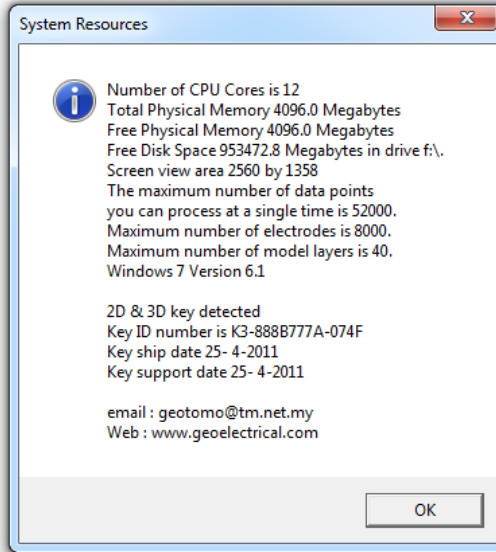 System Resources
Number of CPU Cores is 12
Total Physical Memory 4096.0 Megabytes
Free Physical Memory 4096.0 Megabytes
Free Disk Space 953472.8 Megabytes in drive f:\.
Screen view area 2560 by 1358
The maximum number of data points
you can process at a single time is 52000.
Maximum number of electrodes is 8000.
Maximum number of model layers is 40.
Windows 7 Version 6.1
2D & 3D key detected
Key ID number is K3-888B777A-074F
Key ship date 25- 4-2011
Key support date 25- 4-2011
email : geotomo@tm.net.my
Web : www.geoelectrical.com
OK